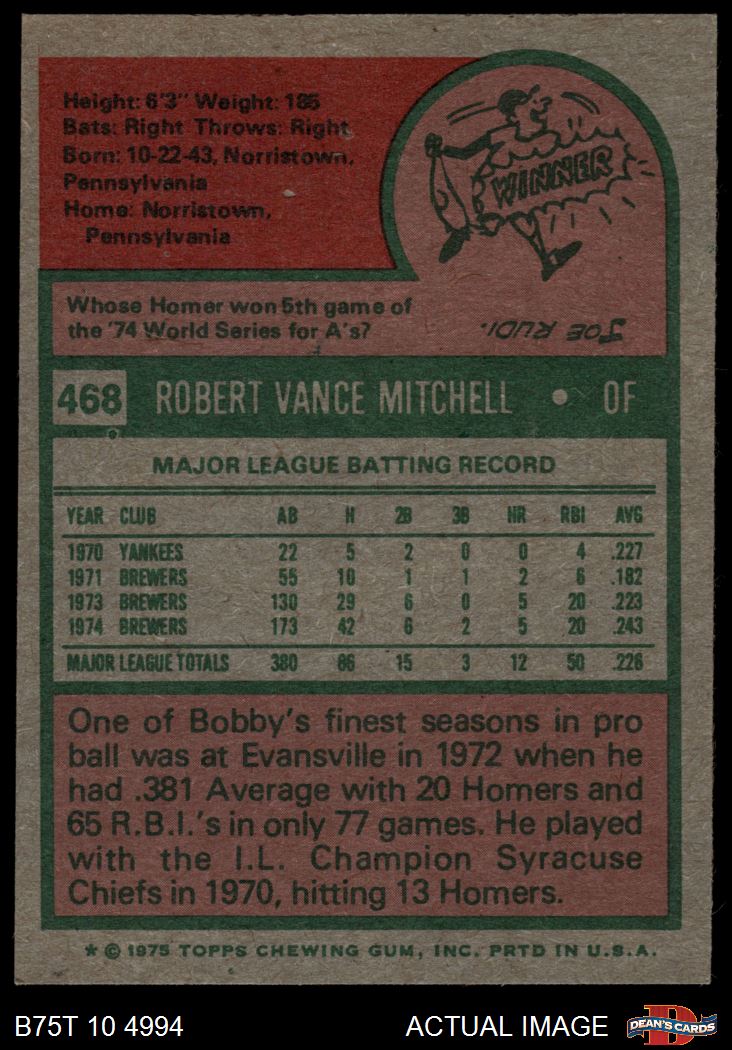 Height: 6'3" Weight: 185
Bats: Right Throws: Right
Born: 10-22-43, Norristown,
Pennsylvania
Home: Norristown,
Pennsylvania
WINNER
Whose Homer won 5th game of
the '74 World Series for A's?
JOE RUDI.
468 ROBERT VANCE MITCHELL • OF
MAJOR LEAGUE BATTING RECORD
YEAR CLUB AB H 2B 3B HR RBI AVG
1970 YANKEES 22 5 2 0 0 4 .227
1971 BREWERS 55 10 1 1 2 6 .182
1973 BREWERS 130 29 6 0 5 20 .223
1974 BREWERS 173 42 6 2 5 20 .243
MAJOR LEAGUE TOTALS 380 86 15 3 12 50 .226
One of Bobby's finest seasons in pro
ball was at Evansville in 1972 when he
had .381 Average with 20 Homers and
65 R.B.I.'s in only 77 games. He played
with the I.L. Champion Syracuse
Chiefs in 1970, hitting 13 Homers.
* © 1975 TOPPS CHEWING GUM, INC. PRTD IN U.S.A.
B75T 10 4994 ACTUAL IMAGE DEAN'S CARDS